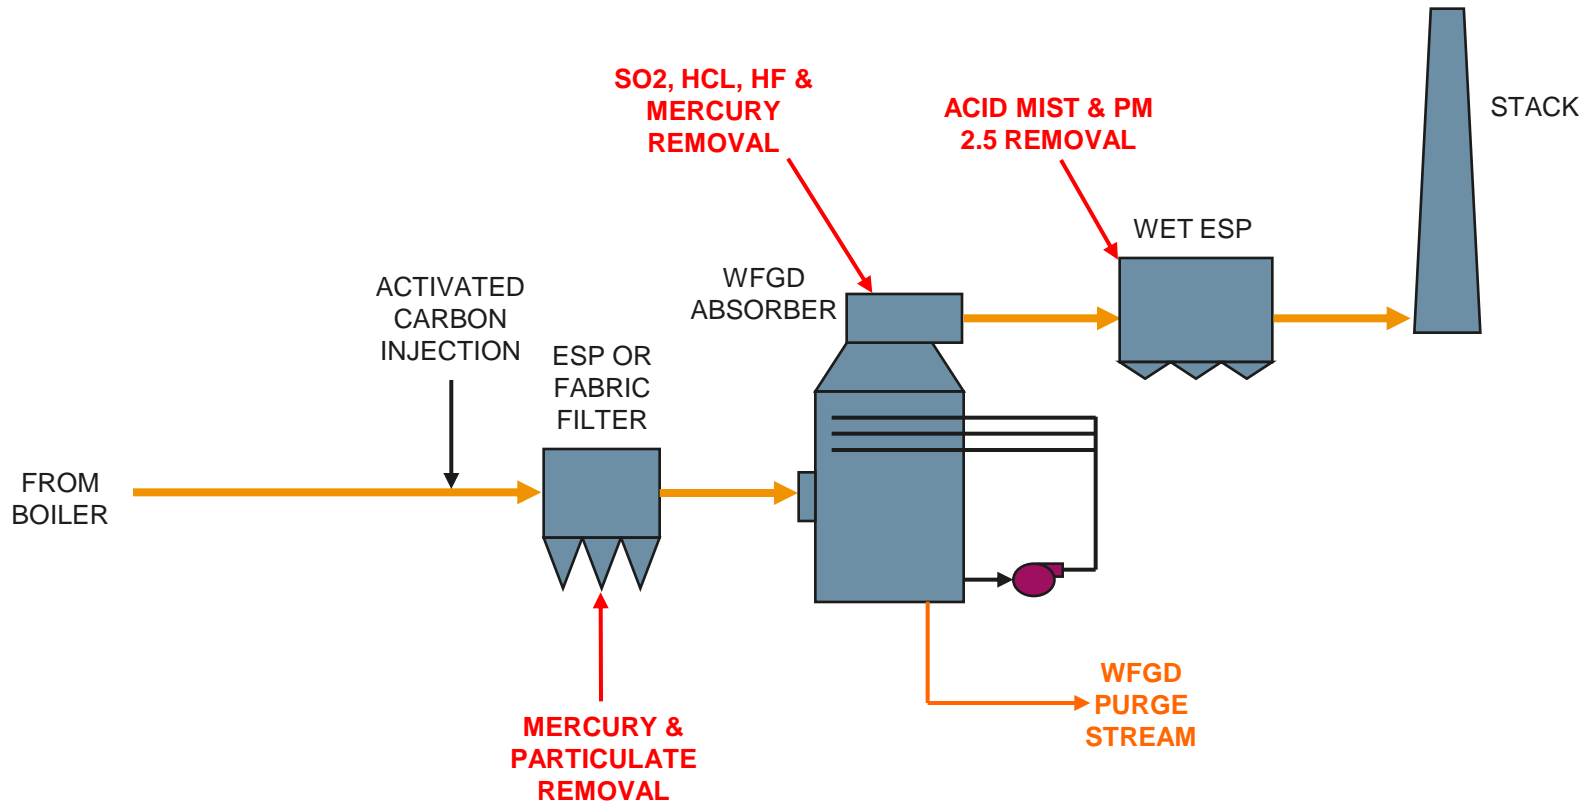 SO2, HCL, HF &
MERCURY
REMOVAL
ACID MIST & PM
2.5 REMOVAL
STACK
WET ESP
WFGD
ABSORBER
ACTIVATED
CARBON
INJECTION
ESP OR
FABRIC
FILTER
FROM
BOILER
WFGD
PURGE
STREAM
MERCURY &
PARTICULATE
REMOVAL